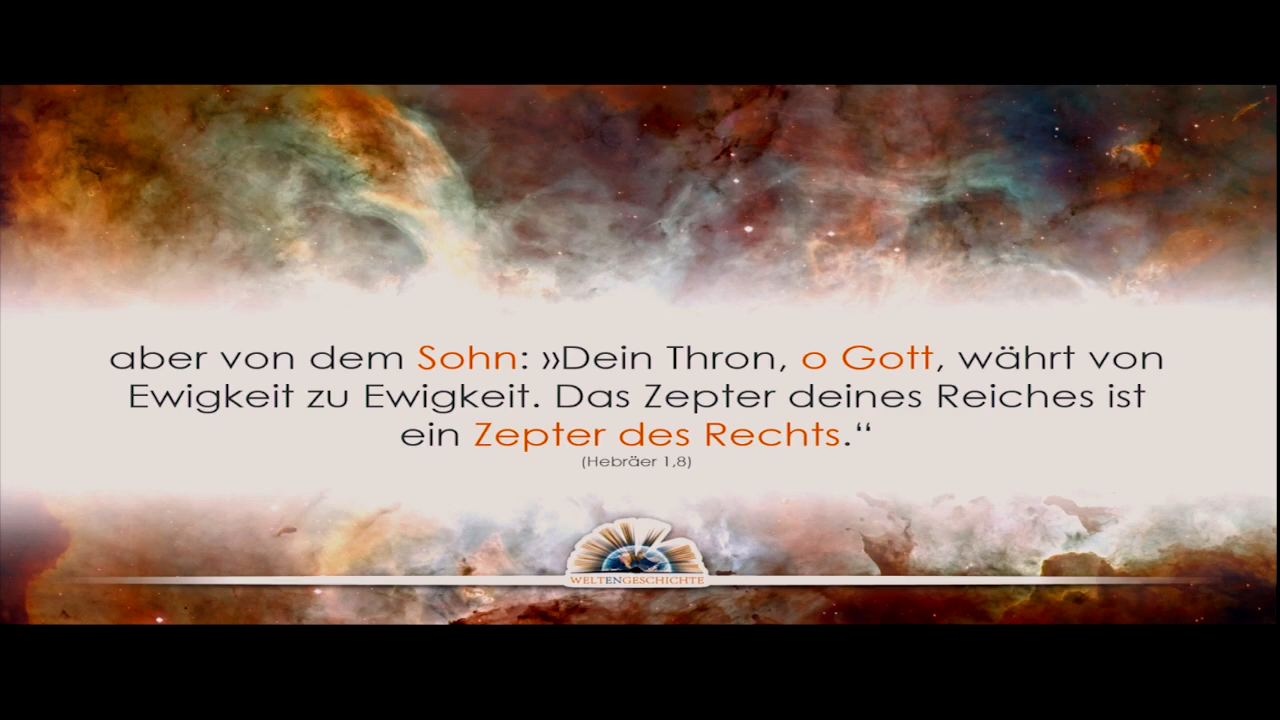 aber von dem Sohn: »Dein Thron, o Gott, währt von
Ewigkeit zu Ewigkeit. Das Zepter deines Reiches ist
ein Zepter des Rechts.“
(Hebräer 1,8)
WELTENGESCHICHTE